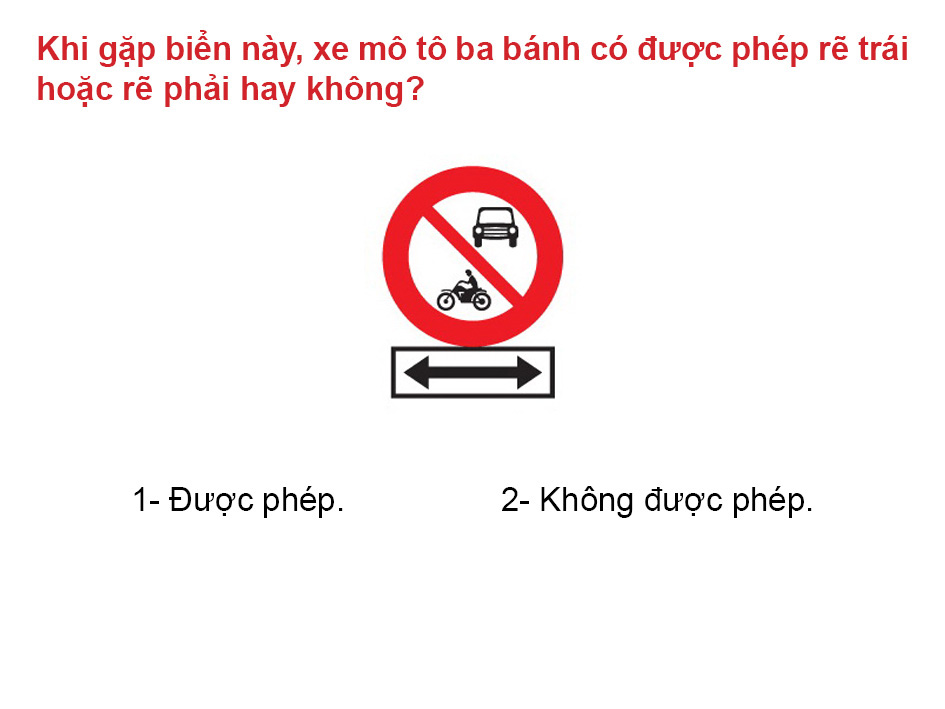 Khi gặp biển này, xe mô tô ba bánh có được phép rẽ trái
hoặc rẽ phải hay không?
1- Được phép. 2- Không được phép.